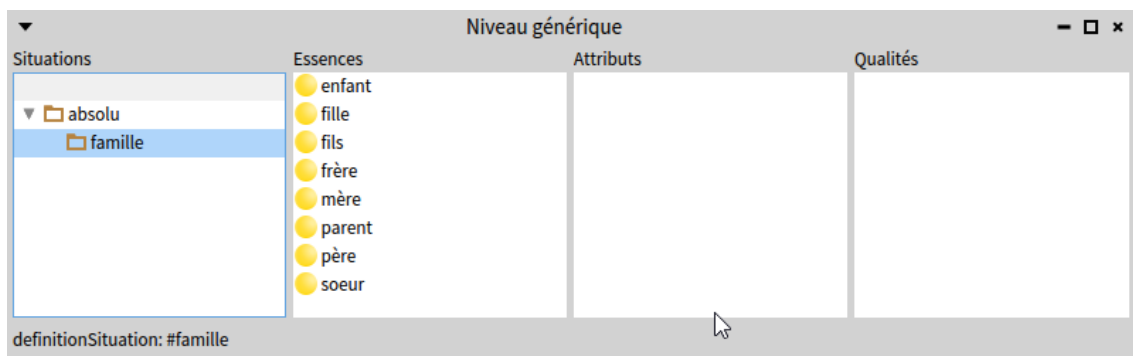 Niveau générique
Situations Essences Attributs Qualités
enfant
absolu fille
famille fils
frère
mère
parent
père
soeur
definitionSituation: #famille